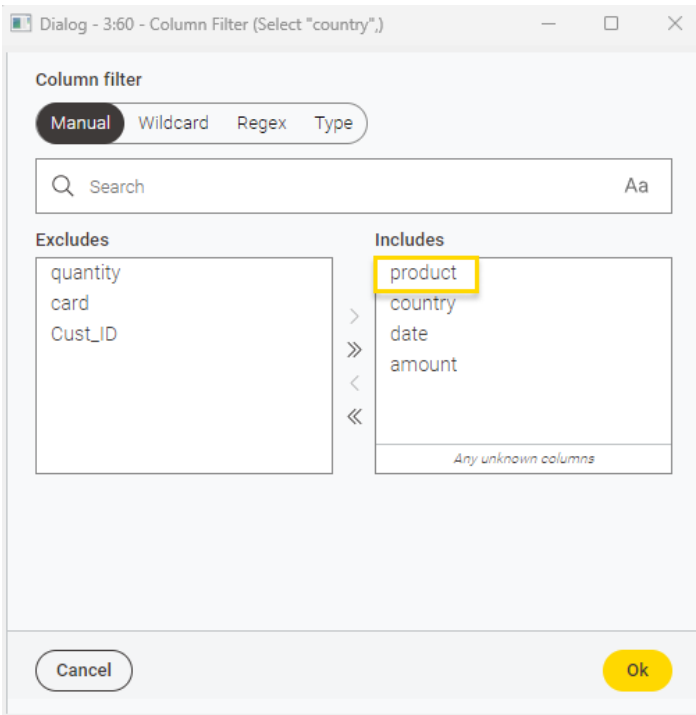 Dialog - 3:60 - Column Filter (Select "country",)
Column filter
Manual Wildcard Regex Type
Search Aa
Excludes
quantity
card
Cust_ID
Includes
product
country
date
amount
Any unknown columns
Cancel Ok